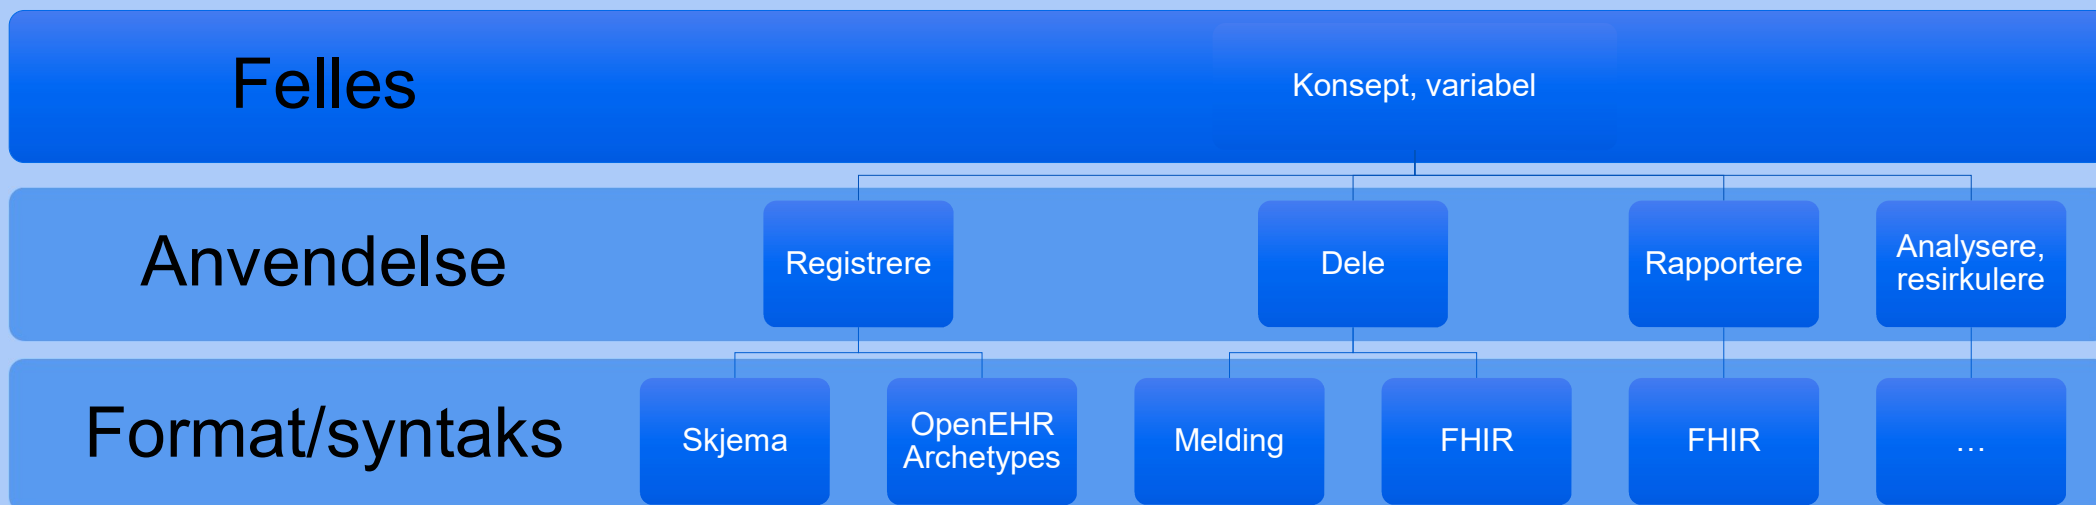 Felles
Konsept, variabel
Anvendelse
Registrere
Dele
Rapportere
Analysere,
resirkulere
Format/syntaks
Skjema
OpenEHR
Archetypes
Melding
FHIR
FHIR
…